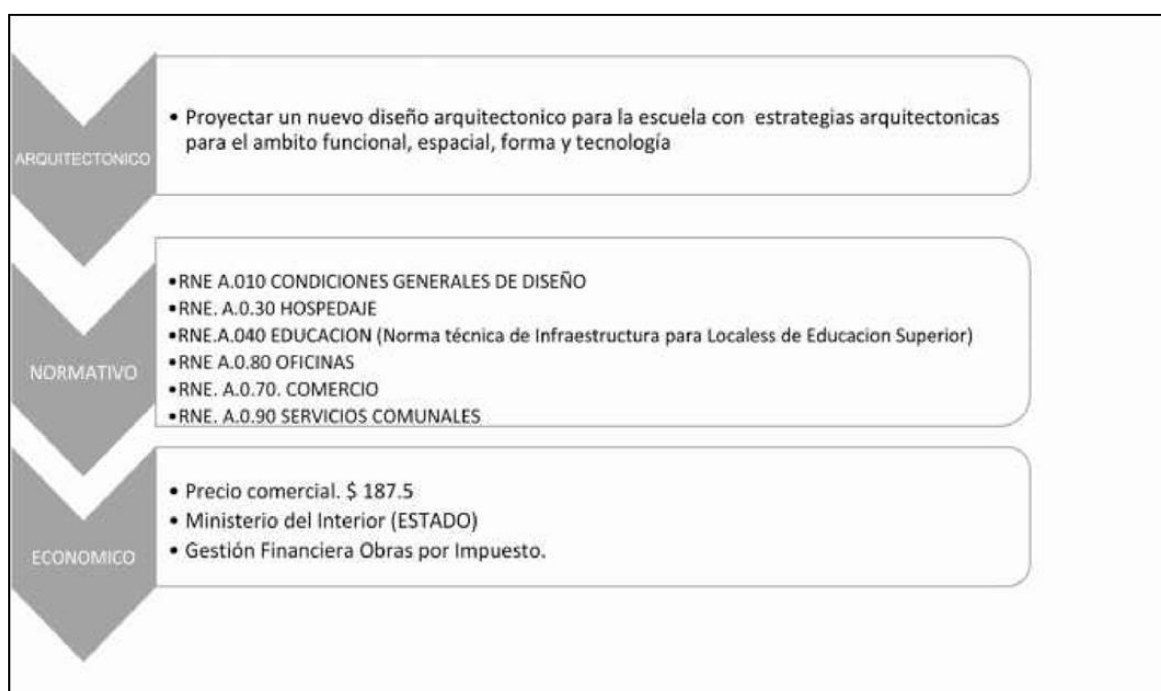 ARQUITECTONICO
• Proyectar un nuevo diseño arquitectonico para la escuela con estrategias arquitectonicas
para el ambito funcional, espacial, forma y tecnología
NORMATIVO
•RNE A.010 CONDICIONES GENERALES DE DISEÑO
•RNE. A.0.30 HOSPEDAJE
•RNE.A.040 EDUCACION (Norma técnica de Infraestructura para Localess de Educacion Superior)
•RNE A.0.80 OFICINAS
•RNE. A.0.70. COMERCIO
•RNE. A.0.90 SERVICIOS COMUNALES
ECONOMICO
• Precio comercial. $ 187.5
• Ministerio del Interior (ESTADO)
• Gestión Financiera Obras por Impuesto.